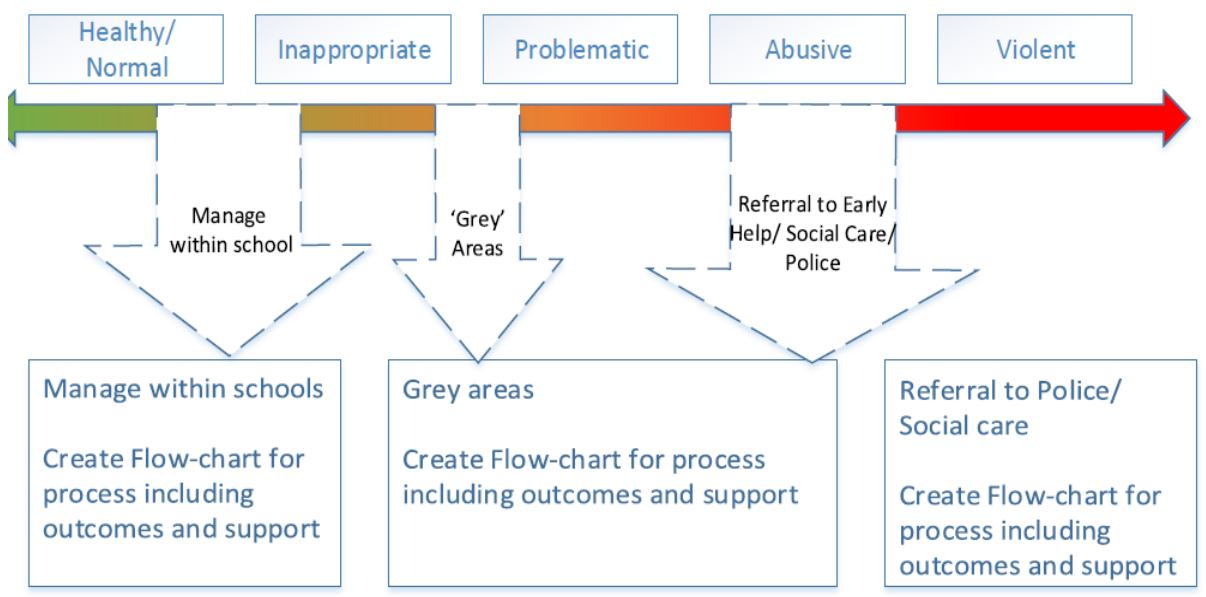 Healthy/
Normal
Inappropriate
Problematic
Abusive
Violent
Manage
within school
‘Grey’
Areas
Referral to Early
Help/ Social Care/
Police
Manage within schools
Create Flow-chart for
process including
outcomes and support
Grey areas
Create Flow-chart for process
including outcomes and support
Referral to Police/
Social care
Create Flow-chart for
process including
outcomes and support